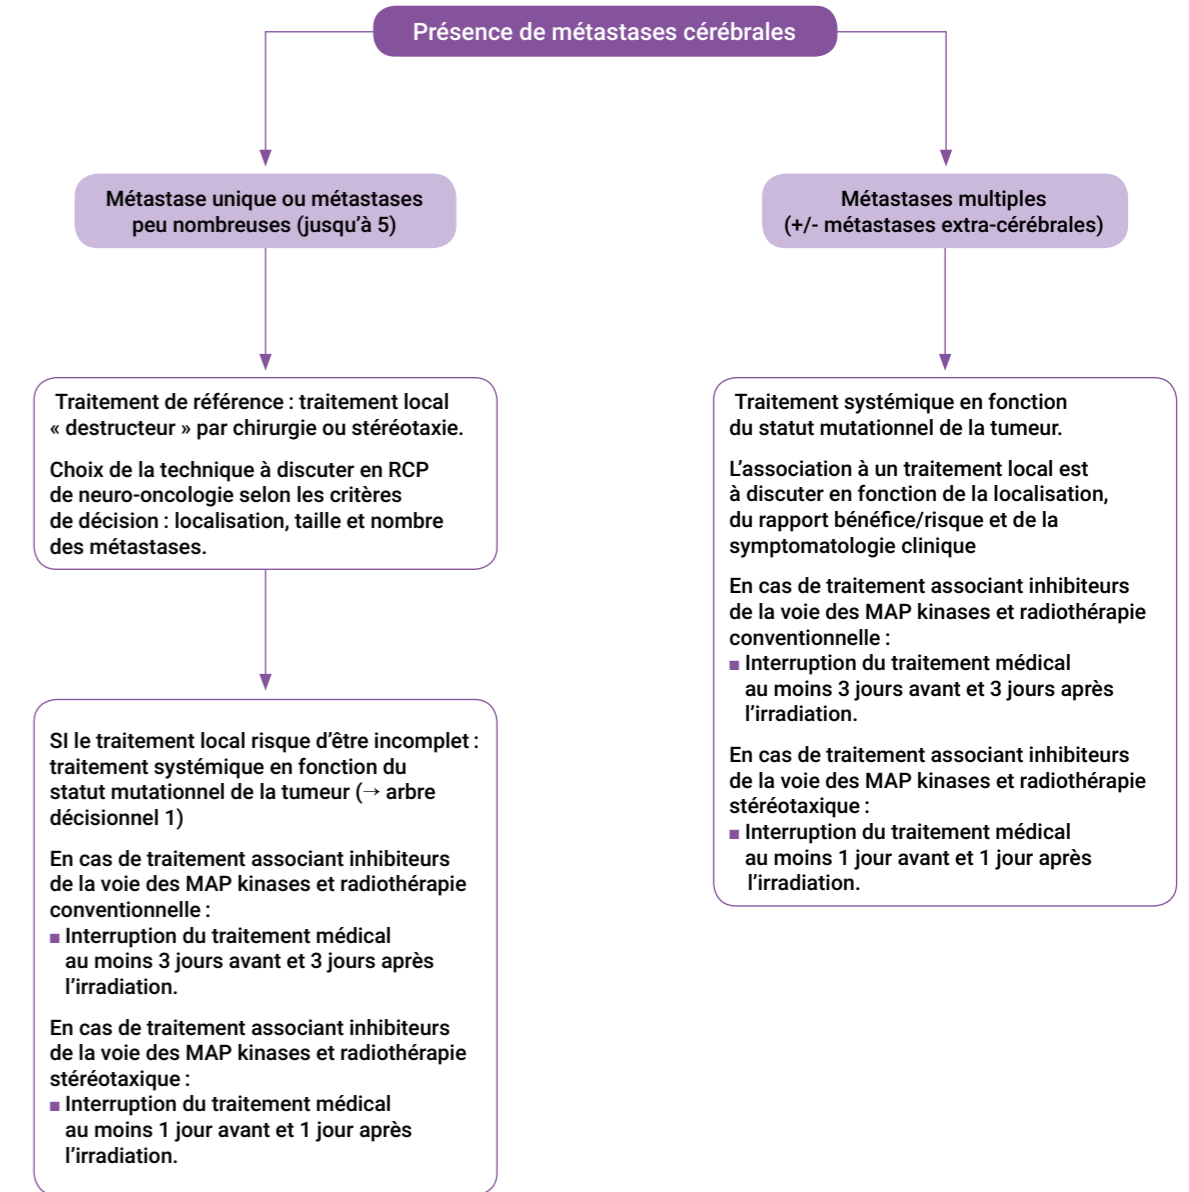 Présence de métastases cérébrales
Métastase unique ou métastases
peu nombreuses (jusqu'à 5)
Traitement de référence : traitement local
« destructeur » par chirurgie ou stéréotaxie.
Choix de la technique à discuter en RCP
de neuro-oncologie selon les critères
de décision : localisation, taille et nombre
des métastases.
SI le traitement local risque d'être incomplet :
traitement systémique en fonction du
statut mutationnel de la tumeur (→ arbre
décisionnel 1)
En cas de traitement associant inhibiteurs
de la voie des MAP kinases et radiothérapie
conventionnelle :
■ Interruption du traitement médical
au moins 3 jours avant et 3 jours après
l'irradiation.
En cas de traitement associant inhibiteurs
de la voie des MAP kinases et radiothérapie
stéréotaxique :
■ Interruption du traitement médical
au moins 1 jour avant et 1 jour après
l'irradiation.
Métastases multiples
(+/- métastases extra-cérébrales)
Traitement systémique en fonction
du statut mutationnel de la tumeur.
L'association à un traitement local est
à discuter en fonction de la localisation,
du rapport bénéfice/risque et de la
symptomatologie clinique
En cas de traitement associant inhibiteurs
de la voie des MAP kinases et radiothérapie
conventionnelle :
■ Interruption du traitement médical
au moins 3 jours avant et 3 jours après
l'irradiation.
En cas de traitement associant inhibiteurs
de la voie des MAP kinases et radiothérapie
stéréotaxique :
■ Interruption du traitement médical
au moins 1 jour avant et 1 jour après
l'irradiation.